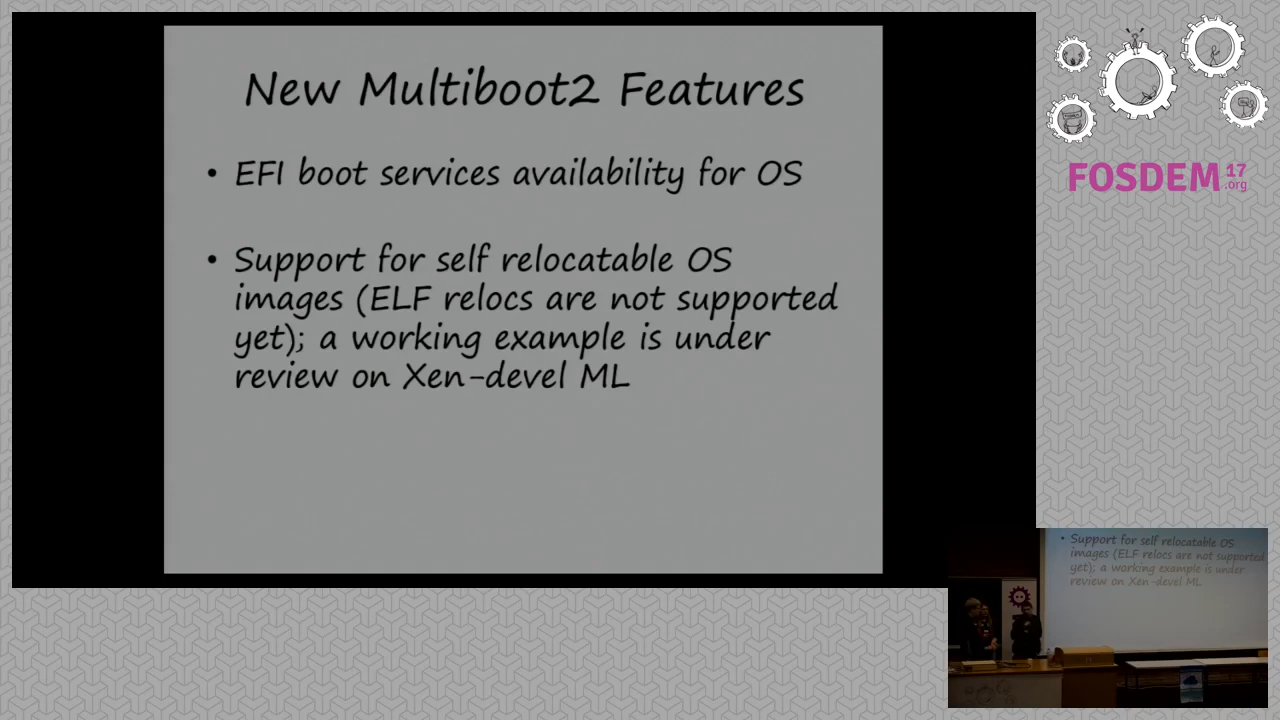 New Multiboot2 Features
• EFI boot services availability for OS
• Support for self relocatable OS
images (ELF relocs are not supported
yet); a working example is under
review on Xen-devel ML
FOSDEM 17
.org
• Support for self relocatable OS
images (ELF relocs are not supported
yet); a working example is under
review on Xen-devel ML